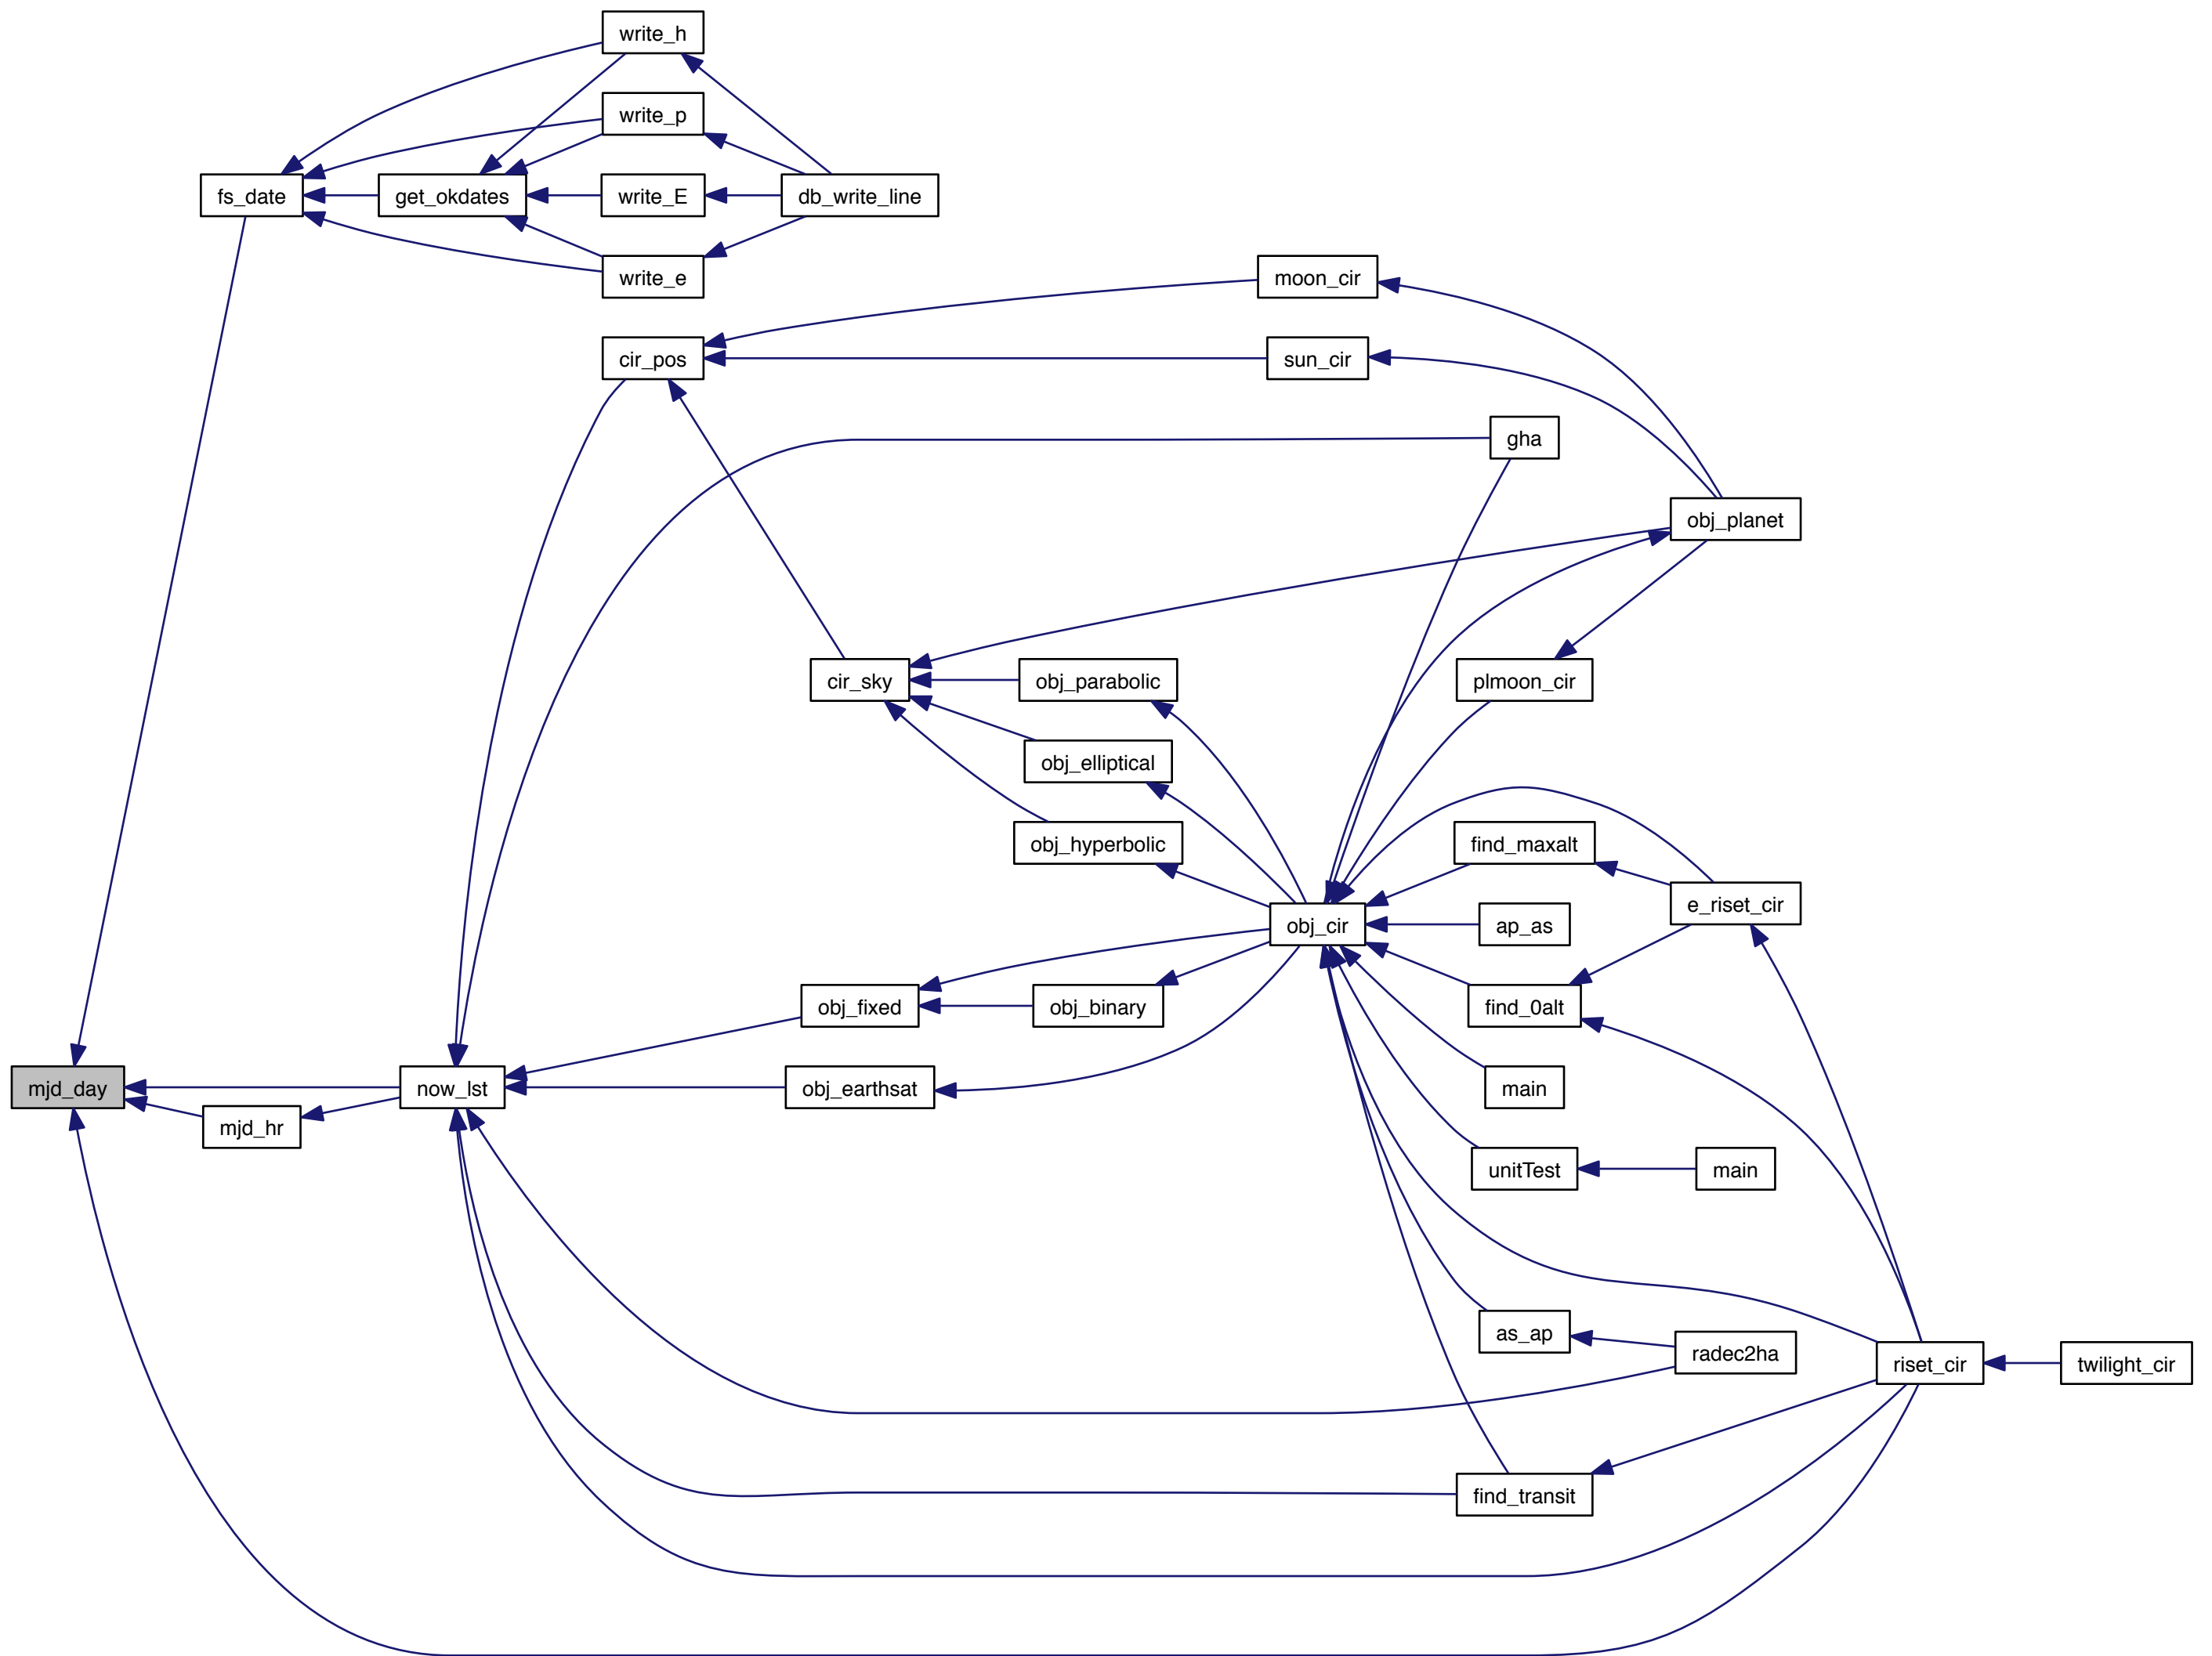 write_h
write_p
fs_date
get_okdates
write_E
db_write_line
write_e
moon_cir
cir_pos
sun_cir
gha
obj_planet
cir_sky
obj_parabolic
plmoon_cir
obj_elliptical
obj_hyperbolic
find_maxalt
e_riset_cir
obj_cir
ap_as
obj_fixed
obj_binary
find_0alt
mjd_day
now_lst
obj_earthsat
main
mjd_hr
unitTest
main
as_ap
radec2ha
riset_cir
twilight_cir
find_transit